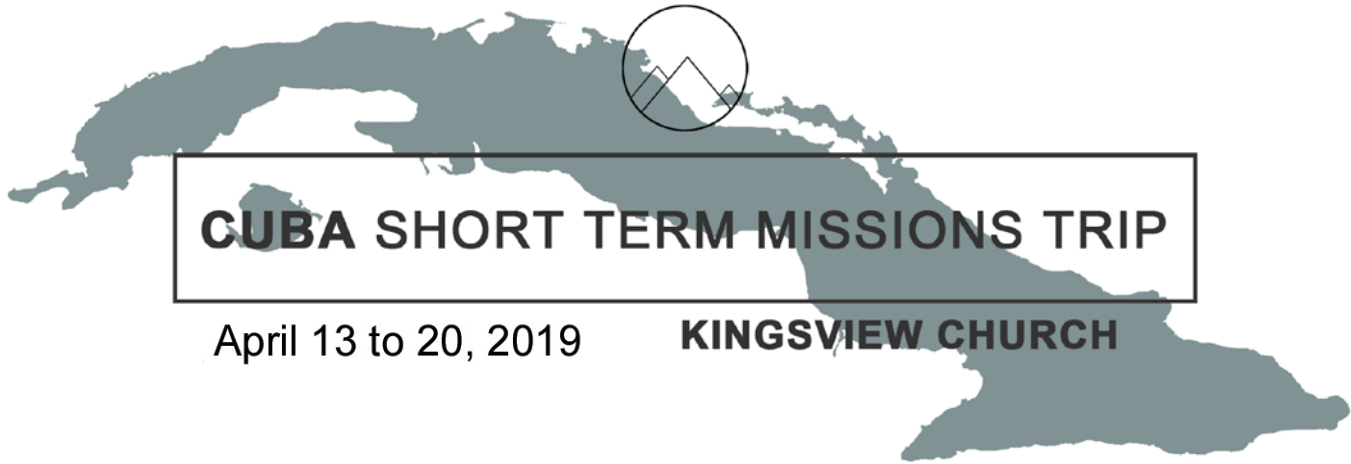 CUBA SHORT TERM MISSIONS TRIP
April 13 to 20, 2019
KINGSVIEW CHURCH